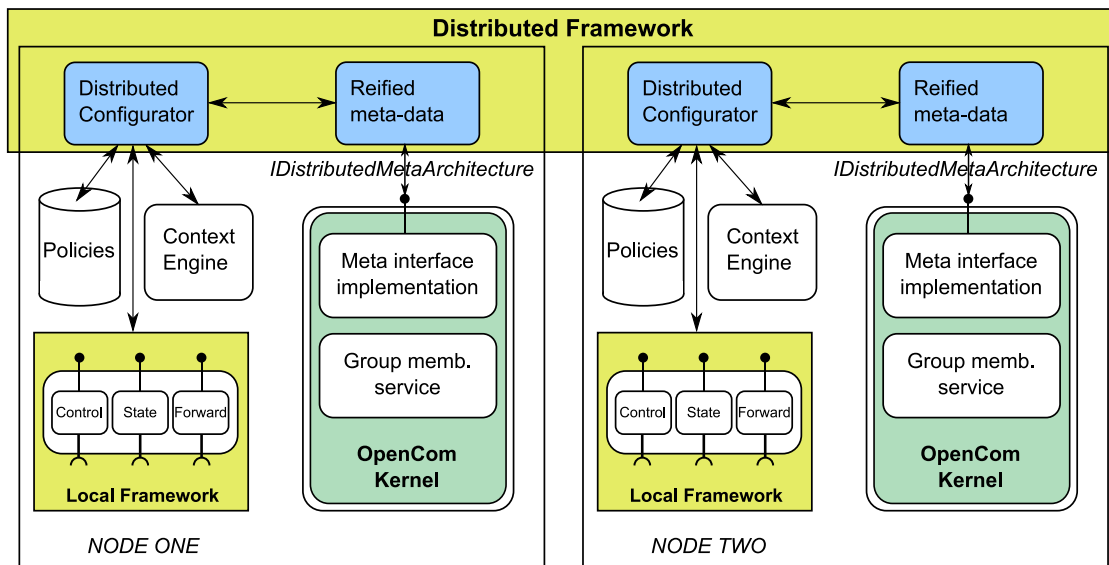 Distributed Framework
Distributed
Configurator
Reified
meta-data
IDistributedMetaArchitecture
Policies
Context
Engine
Meta interface
implementation
Group memb.
service
OpenCom
Kernel
Control
State
Forward
Local Framework
NODE ONE
Distributed
Configurator
Reified
meta-data
IDistributedMetaArchitecture
Policies
Context
Engine
Meta interface
implementation
Group memb.
service
OpenCom
Kernel
Control
State
Forward
Local Framework
NODE TWO